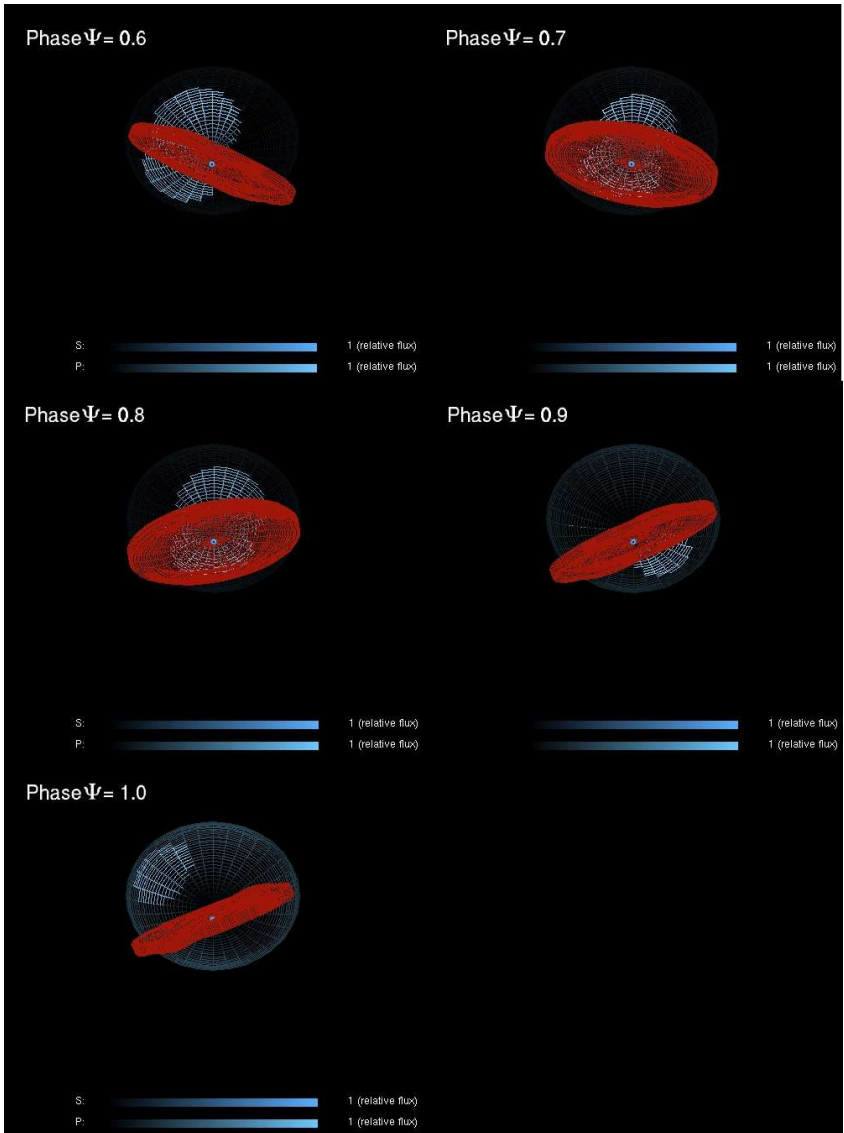 Phase Ψ = 0.6
Phase Ψ = 0.7
S: 1 (relative flux)
P: 1 (relative flux)
1 (relative flux)
1 (relative flux)
Phase Ψ = 0.8
Phase Ψ = 0.9
S: 1 (relative flux)
P: 1 (relative flux)
1 (relative flux)
1 (relative flux)
Phase Ψ = 1.0
S: 1 (relative flux)
P: 1 (relative flux)